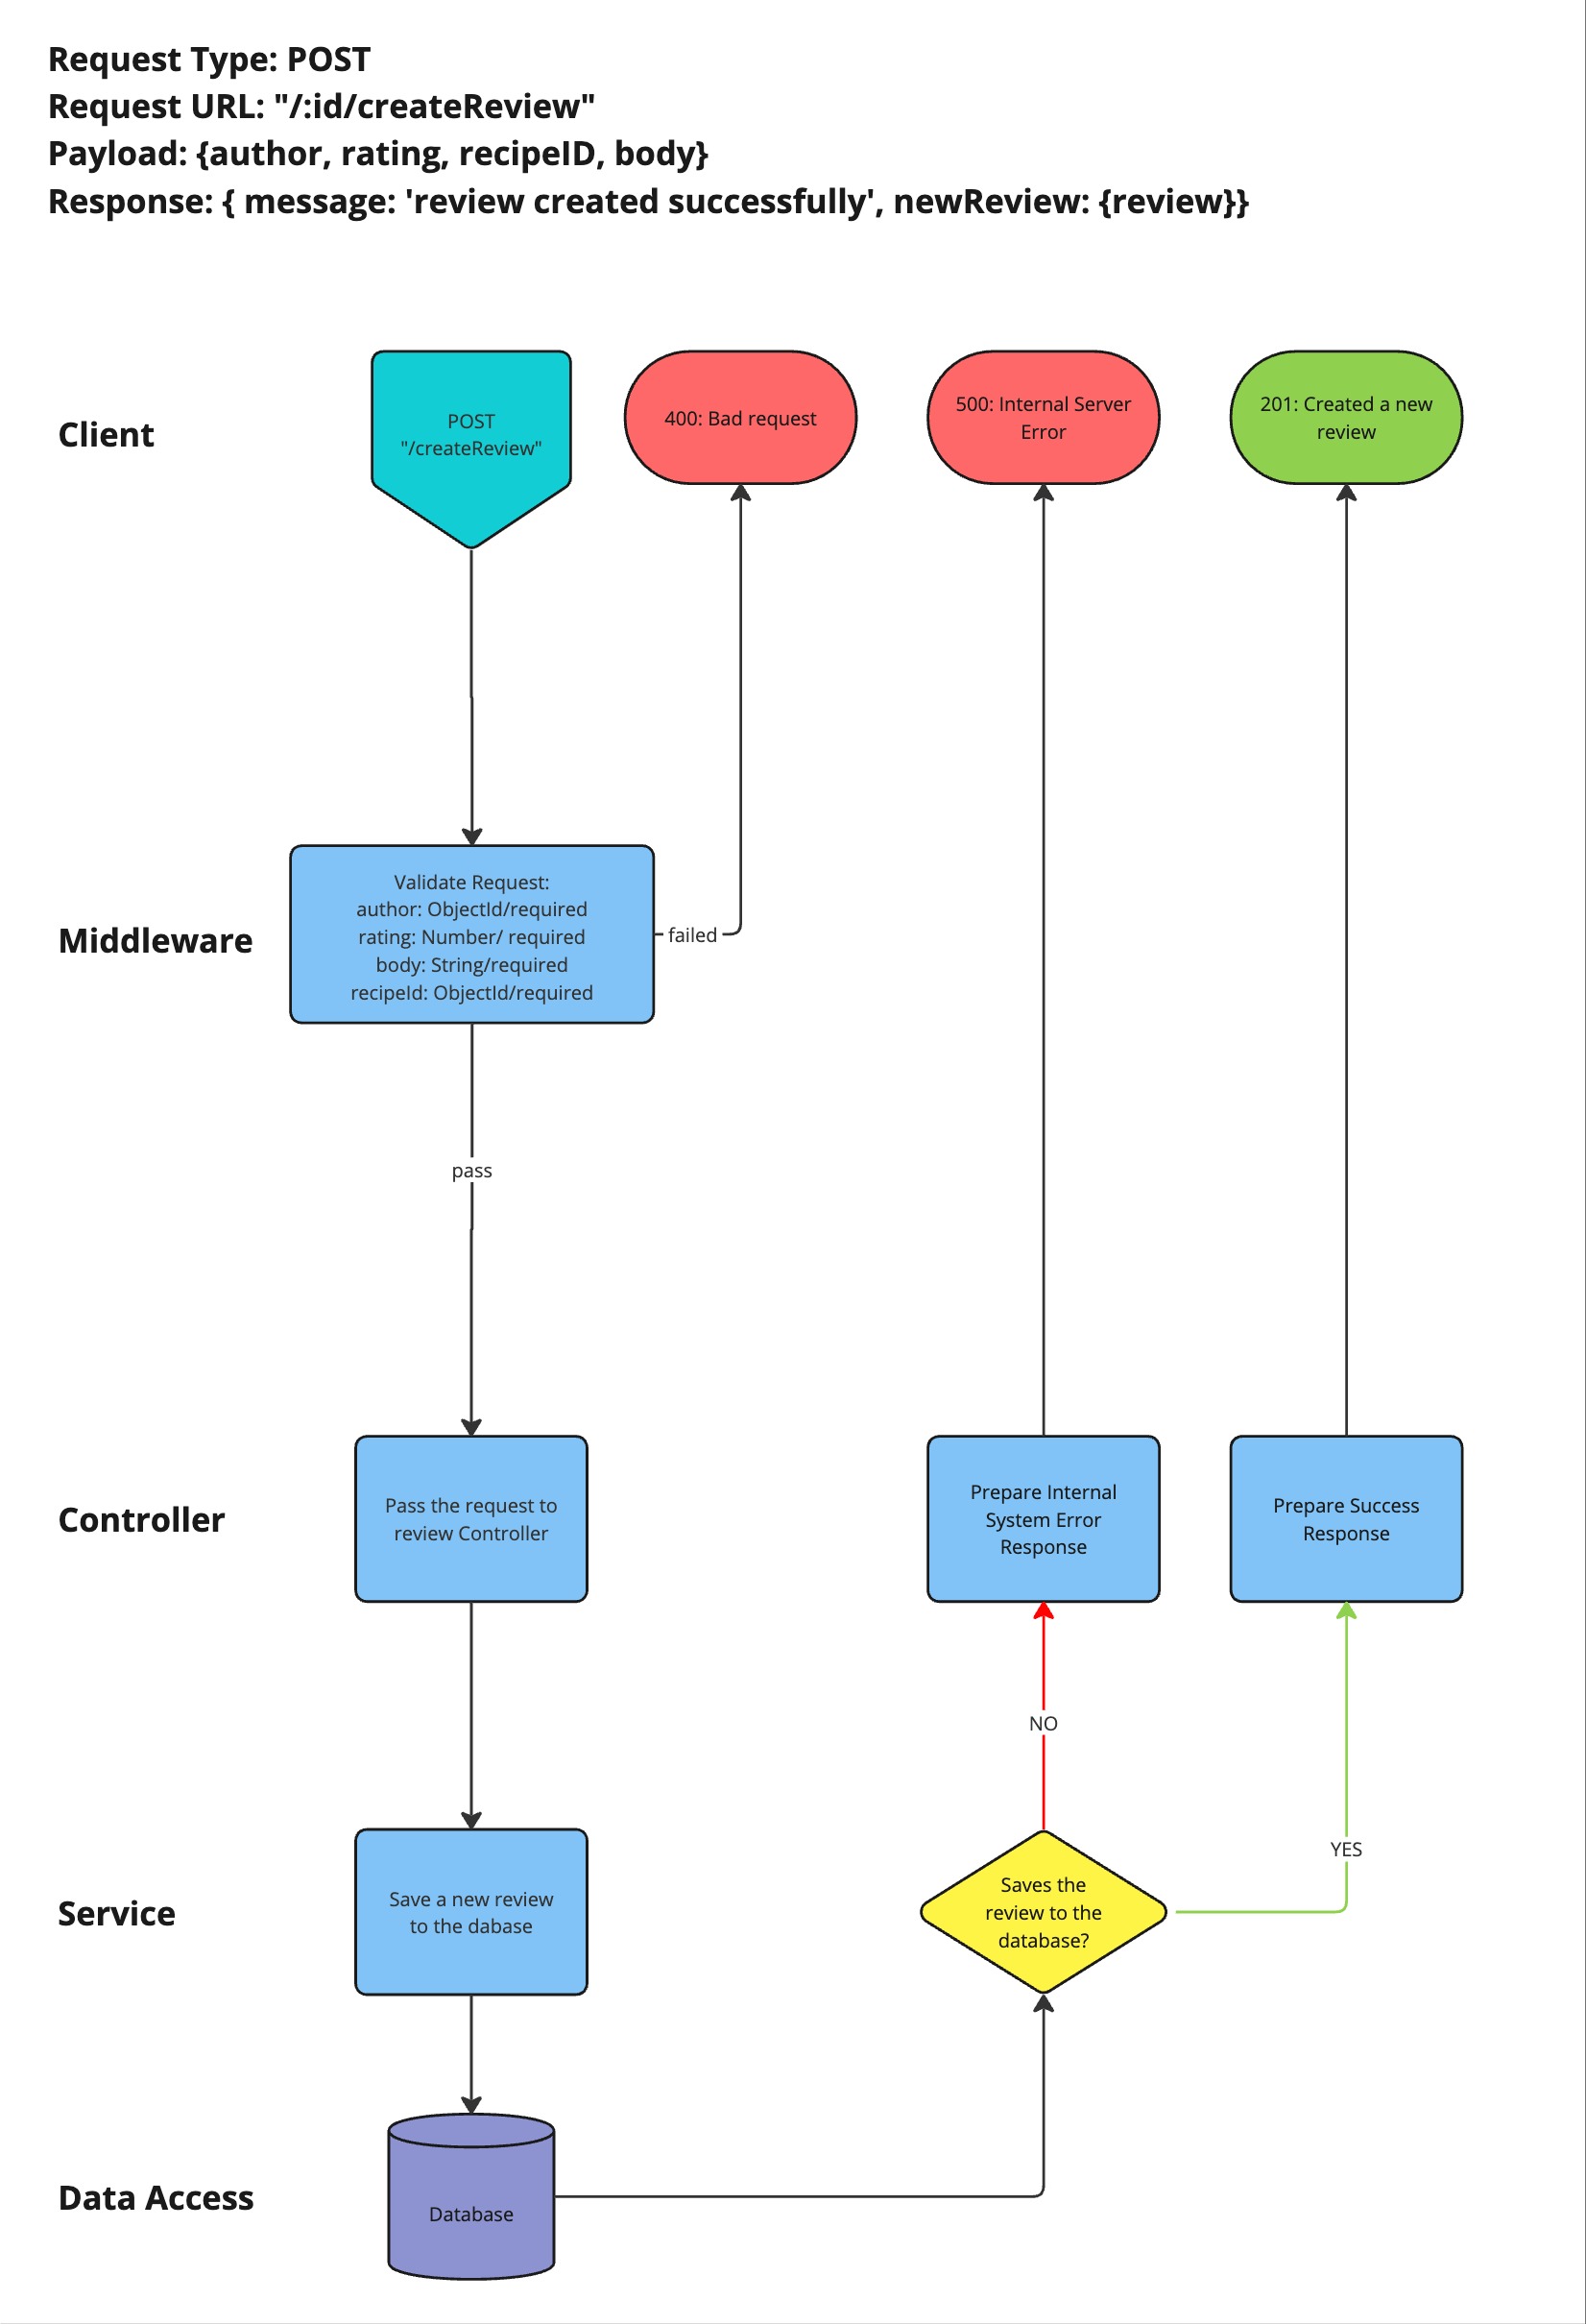 Request Type: POST
Request URL: "/:id/createReview"
Payload: {author, rating, recipeID, body}
Response: { message: 'review created successfully', newReview: {review}}
Client
POST
"/createReview"
400: Bad request
500: Internal Server
Error
201: Created a new
review
Middleware
Validate Request:
author: ObjectId/required
rating: Number/ required
body: String/required
recipeId: ObjectId/required
failed
pass
Controller
Pass the request to
review Controller
Prepare Internal
System Error
Response
Prepare Success
Response
NO
YES
Service
Save a new review
to the dabase
Saves the
review to the
database?
Data Access
Database